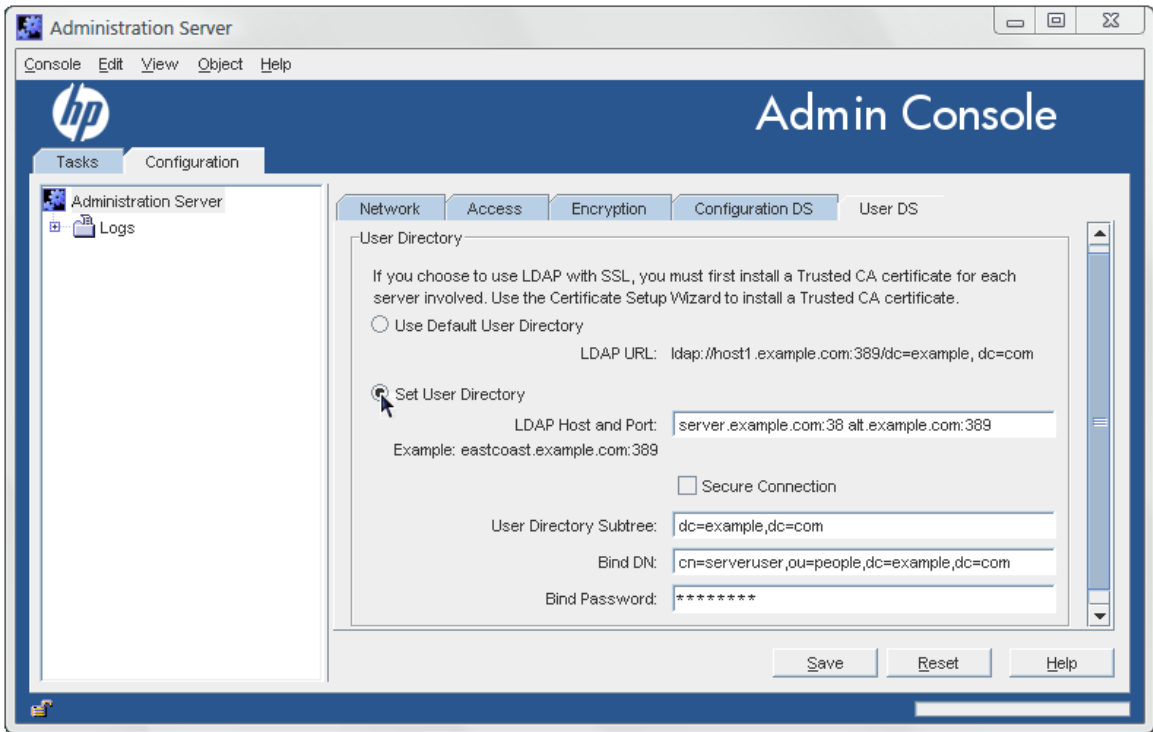 Administration Server
Console Edit View Object Help
hp
Admin Console
Tasks Configuration
Administration Server
Logs
Network Access Encryption Configuration DS User DS
User Directory
If you choose to use LDAP with SSL, you must first install a Trusted CA certificate for each
server involved. Use the Certificate Setup Wizard to install a Trusted CA certificate.
Use Default User Directory
LDAP URL: ldap://host1.example.com:389/dc=example, dc=com
Set User Directory
LDAP Host and Port: server.example.com:38 alt.example.com:389
Example: eastcoast.example.com:389
Secure Connection
User Directory Subtree: dc=example,dc=com
Bind DN: cn=serveruser,ou=people,dc=example,dc=com
Bind Password: ********
Save Reset Help